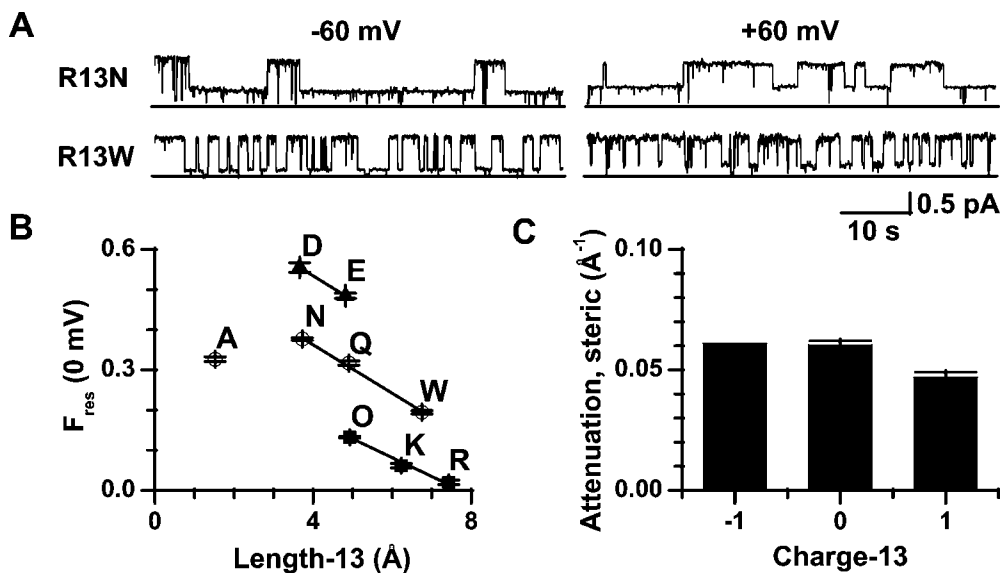 A
-60 mV
+60 mV
R13N
R13W
0.5 pA
10 s
B
0.6
0.3
0.0
F_res (0 mV)
D
E
N
Q
A
W
O
K
R
0
4
8
Length-13 (Å)
C
0.10
0.05
0.00
Attenuation, steric (Å⁻¹)
-1
0
1
Charge-13